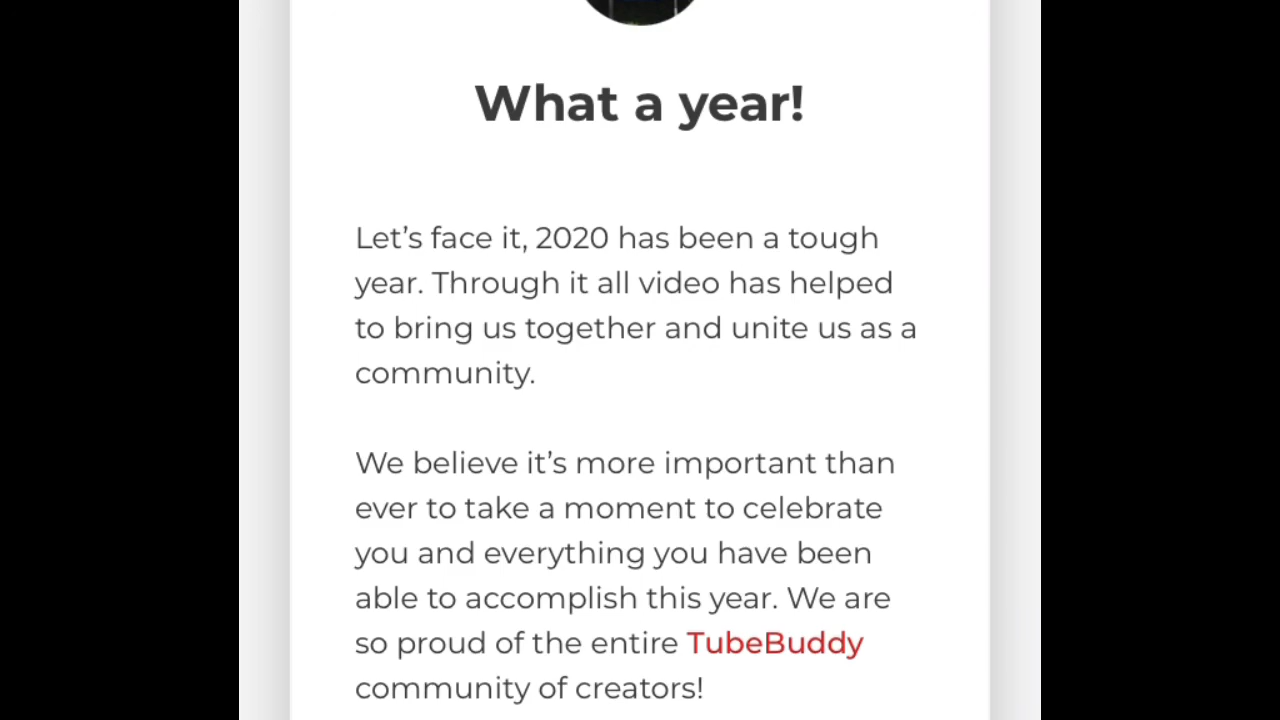 What a year!
Let’s face it, 2020 has been a tough
year. Through it all video has helped
to bring us together and unite us as a
community.
We believe it’s more important than
ever to take a moment to celebrate
you and everything you have been
able to accomplish this year. We are
so proud of the entire TubeBuddy
community of creators!